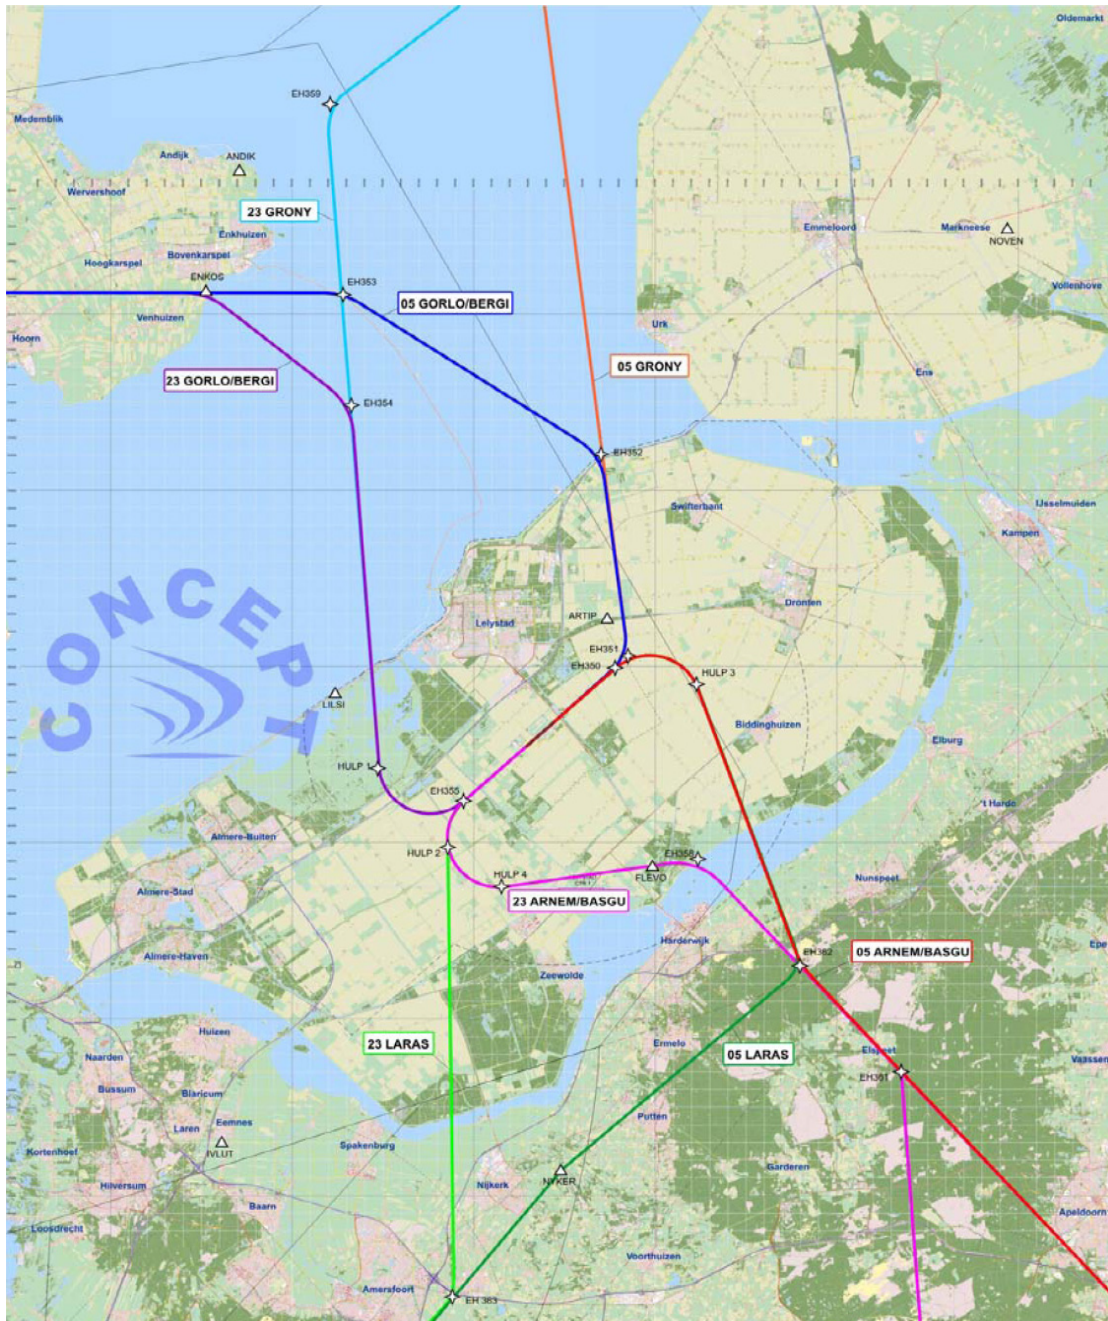 Oldemarkt
EH359
Medemblik
Andijk
ANDIK
Wervershoof
23 GRONY
Enkhuizen
Emmeloord
Markneese
NOVEN
Bovenkarspel
Hoogkarspel
ENKOS
EH353
Vollenhove
05 GORLO/BERGI
Venhuizen
Urk
Hoorn
05 GRONY
Ens
23 GORLO/BERGI
EH354
EH352
Swifterbant
IJsselmuiden
Kampen
CONCEPT
Dronten
ARTIP
Lelystad
EH351
EH350
HULP 3
LILSI
Biddinghuizen
Elburg
HULP 1
EH355
't Harde
Almere-Buiten
HULP 2
EH358
HULP 4
FLEVO
Nunspeet
Almere-Stad
23 ARNEM/BASGU
Harderwijk
Epe
Almere-Haven
EH362
05 ARNEM/BASGU
Zeewolde
Huizen
23 LARAS
Ermelo
05 LARAS
Elspeet
Naarden
Vaassen
Bussum
EH361
Blaricum
Laren
Eemnes
Putten
Kortenhoef
IVLUT
Spakenburg
Garderen
Hilversum
NYKER
Nijkerk
Baarn
Loosdrecht
Apeldoorn
Voorthuizen
Amersfoort
EH 363